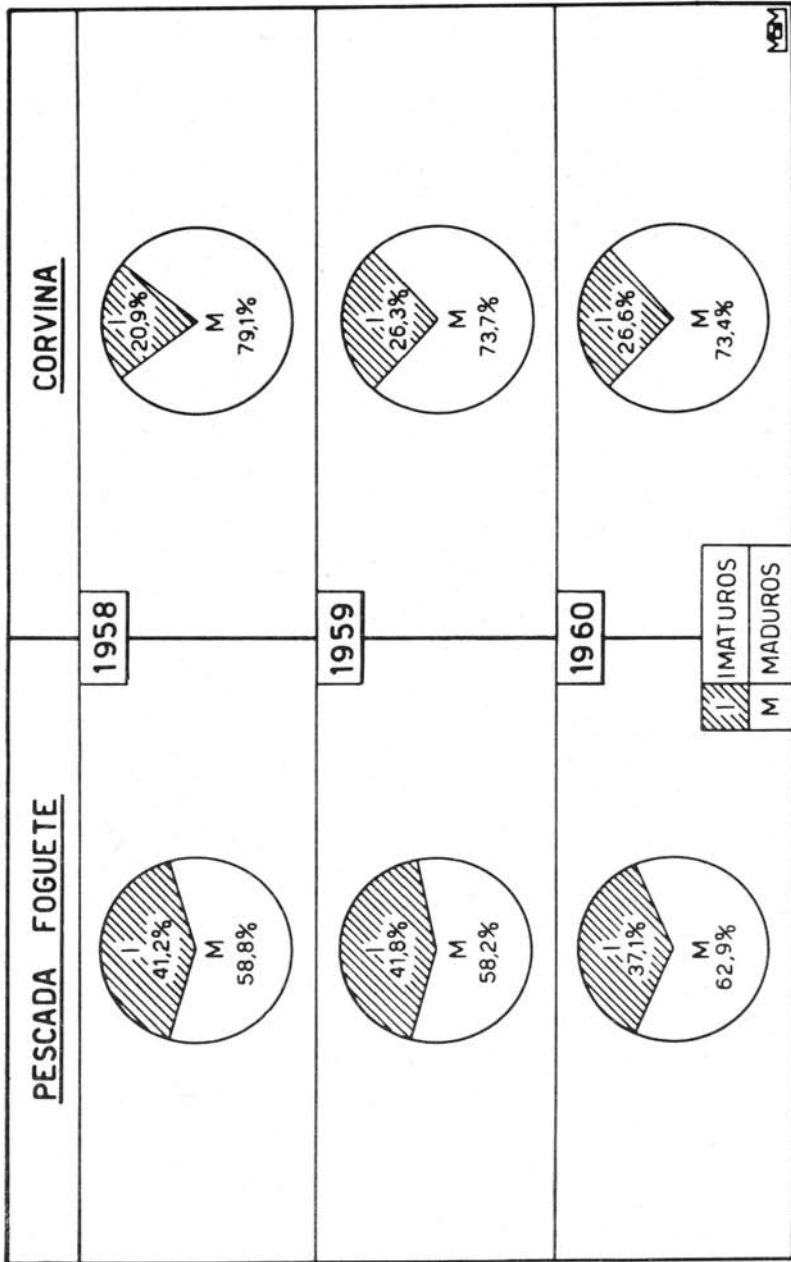 PESCADA FOGUETE
CORVINA
1958
I
41,2%
M
58,8%
I
20,9%
M
79,1%
1959
I
41,8%
M
58,2%
I
26,3%
M
73,7%
1960
I
37,1%
M
62,9%
I
26,6%
M
73,4%
I IMATUROS
M MADUROS